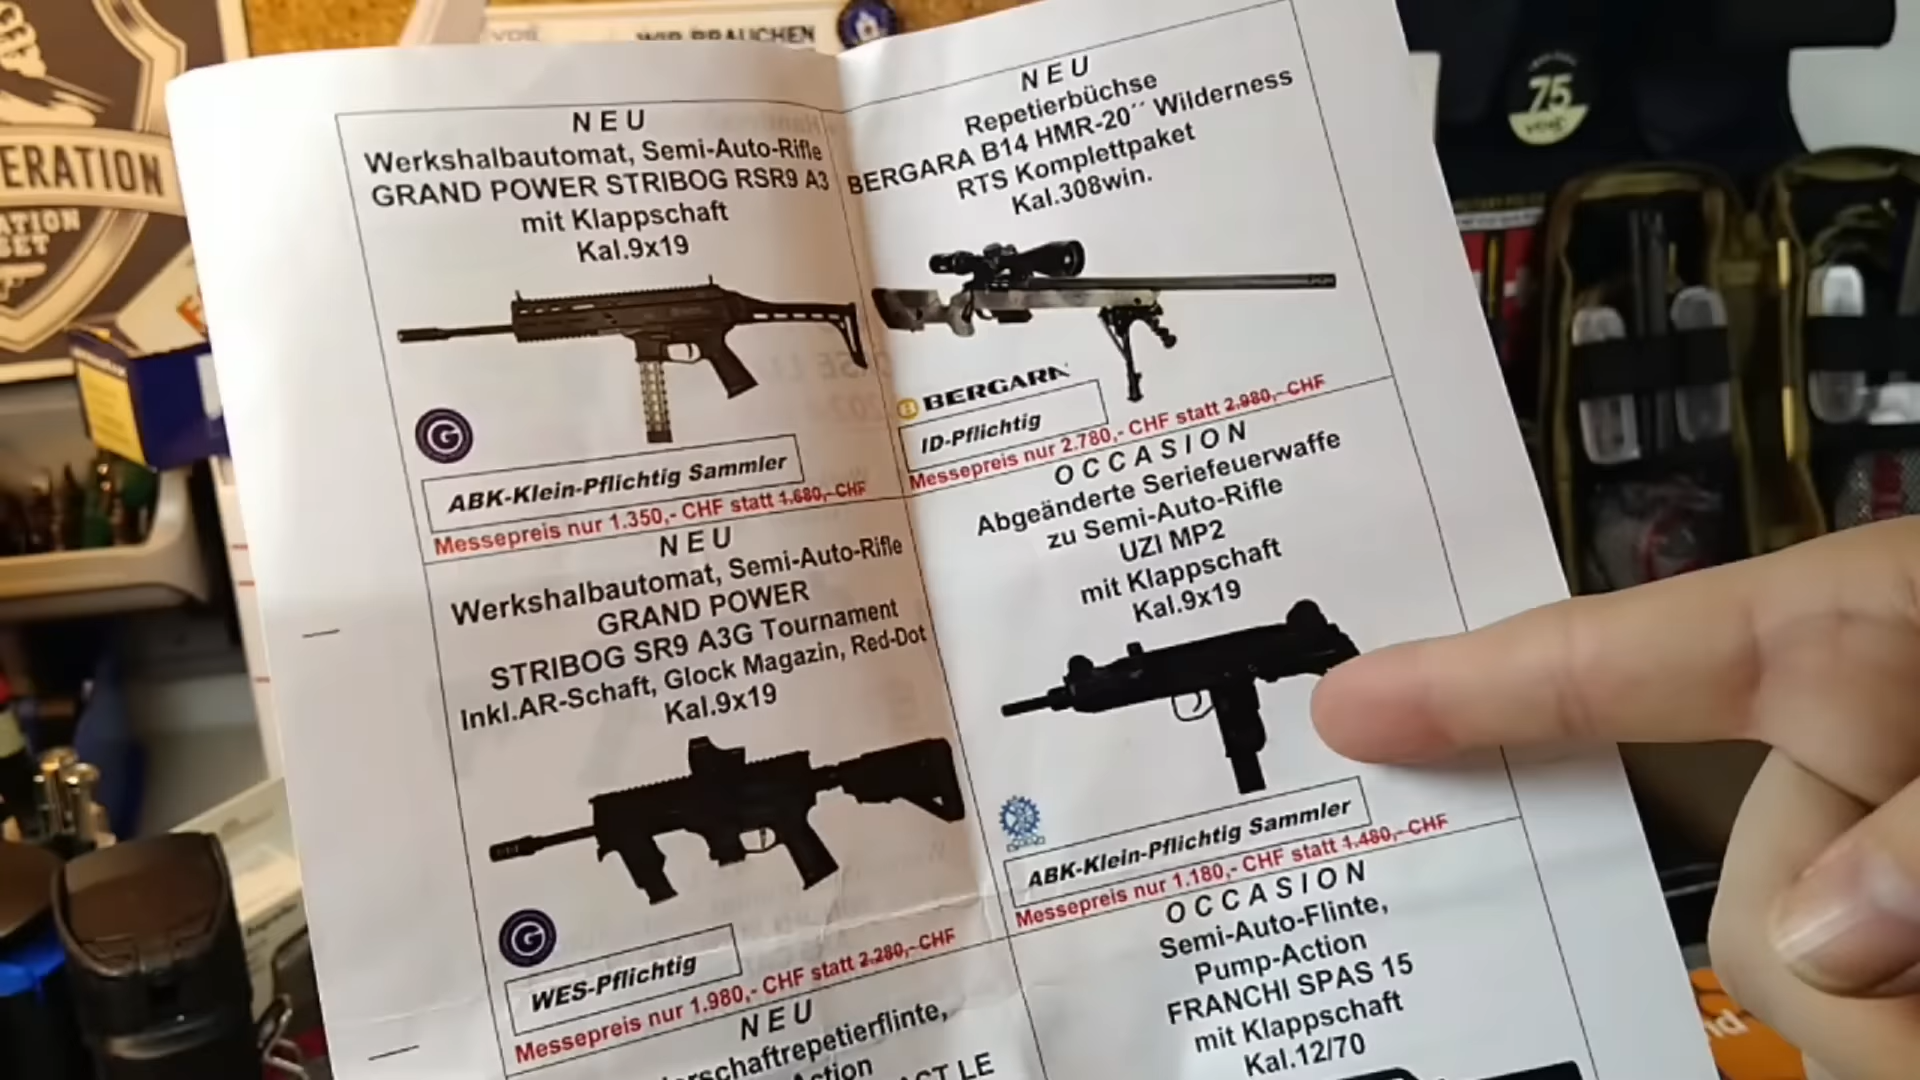 ERATION
75
NEU
Werkshalbautomat, Semi-Auto-Rifle
GRAND POWER STRIBOG RSR9 A3
mit Klappschaft
Kal.9x19
G
ABK-Klein-Pflichtig Sammler
Messepreis nur 1.350,- CHF statt 1.680,- CHF
NEU
Repetierbüchse
BERGARA B14 HMR-20´´ Wilderness
RTS Komplettpaket
Kal.308win.
B BERGARA
ID-Pflichtig
Messepreis nur 2.780,- CHF statt 2.980,- CHF
NEU
Werkshalbautomat, Semi-Auto-Rifle
GRAND POWER
STRIBOG SR9 A3G Tournament
Inkl.AR-Schaft, Glock Magazin, Red-Dot
Kal.9x19
G
WES-Pflichtig
Messepreis nur 1.980,- CHF statt 2.280,- CHF
OCCASION
Abgeänderte Seriefeuerwaffe
zu Semi-Auto-Rifle
UZI MP2
mit Klappschaft
Kal.9x19
ABK-Klein-Pflichtig Sammler
Messepreis nur 1.180,- CHF statt 1.480,- CHF
NEU
rschaftrepetierflinte,
ction
ACT LE
OCCASION
Semi-Auto-Flinte,
Pump-Action
FRANCHI SPAS 15
mit Klappschaft
Kal.12/70